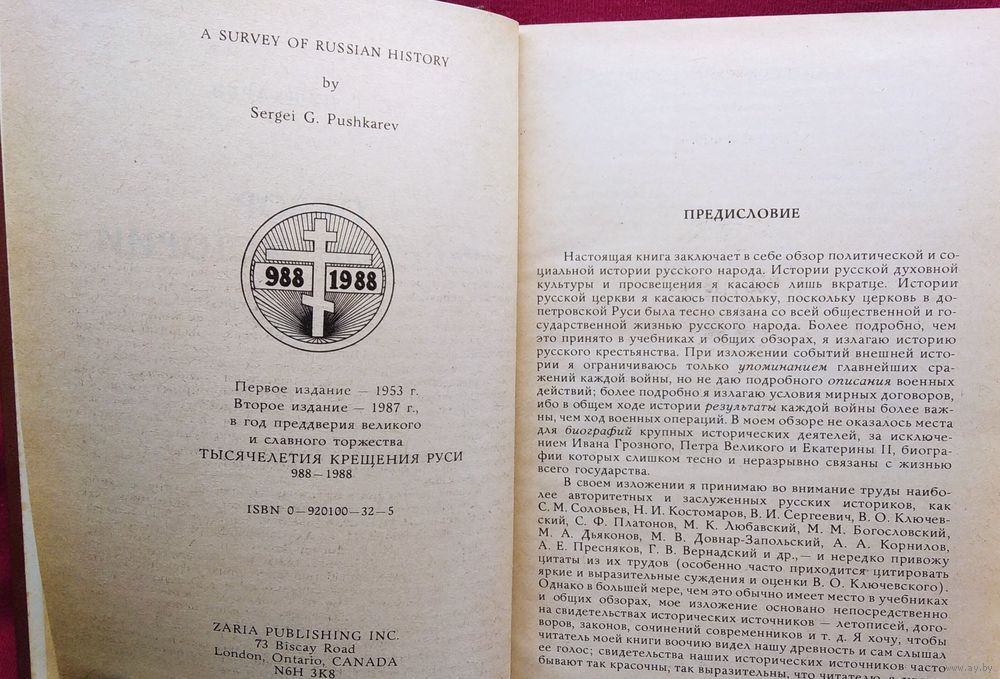 A SURVEY OF RUSSIAN HISTORY
by
Sergei G. Pushkarev
988 1988
Первое издание — 1953 г.
Второе издание — 1987 г.,
в год преддверия великого
и славного торжества
ТЫСЯЧЕЛЕТИЯ КРЕЩЕНИЯ РУСИ
988—1988
ISBN 0—920100—32—5
ZARIA PUBLISHING INC.
73 Biscay Road
London, Ontario, CANADA
N6H 3K8
ПРЕДИСЛОВИЕ
Настоящая книга заключает в себе обзор политической и со-
циальной истории русского народа. Истории русской духовной
культуры и просвещения я касаюсь лишь вкратце. Истории
русской церкви я касаюсь постольку, поскольку церковь в до-
петровской Руси была тесно связана со всей общественной и го-
сударственной жизнью русского народа. Более подробно, чем
это принято в учебниках и общих обзорах, я излагаю историю
русского крестьянства. При изложении событий внешней исто-
рии я ограничиваюсь только упоминанием главнейших сра-
жений каждой войны, но не даю подробного описания военных
действий; более подробно я излагаю условия мирных договоров,
ибо в общем ходе истории результаты каждой войны более важ-
ны, чем ход военных операций. В моем обзоре не оказалось места
для биографий крупных исторических деятелей, за исключе-
нием Ивана Грозного, Петра Великого и Екатерины II, биогра-
фии которых слишком тесно и неразрывно связаны с жизнью
всего государства.
В своем изложении я принимаю во внимание труды наибо-
лее авторитетных и заслуженных русских историков, как
С. М. Соловьев, Н. И. Костомаров, В. И. Сергеевич, В. О. Ключев-
ский, С. Ф. Платонов, М. К. Любавский, М. М. Богословский,
М. А. Дьяконов, М. В. Довнар-Запольский, А. А. Корнилов,
А. Е. Пресняков, Г. В. Вернадский и др., — и нередко привожу
цитаты из их трудов (особенно часто приходится цитировать
яркие и выразительные суждения и оценки В. О. Ключевского).
Однако в большей мере, чем это обычно имеет место в учебниках
и общих обзорах, мое изложение основано непосредственно
на свидетельствах исторических источников — летописей, дого-
воров, законов, сочинений современников и т. д. Я хочу, чтобы
читатель моей книги воочию видел нашу древность и сам слышал
ее голос; свидетельства наших исторических источников часто
бывают так красочны, так выразительны, что читателю, я
www.ay.by